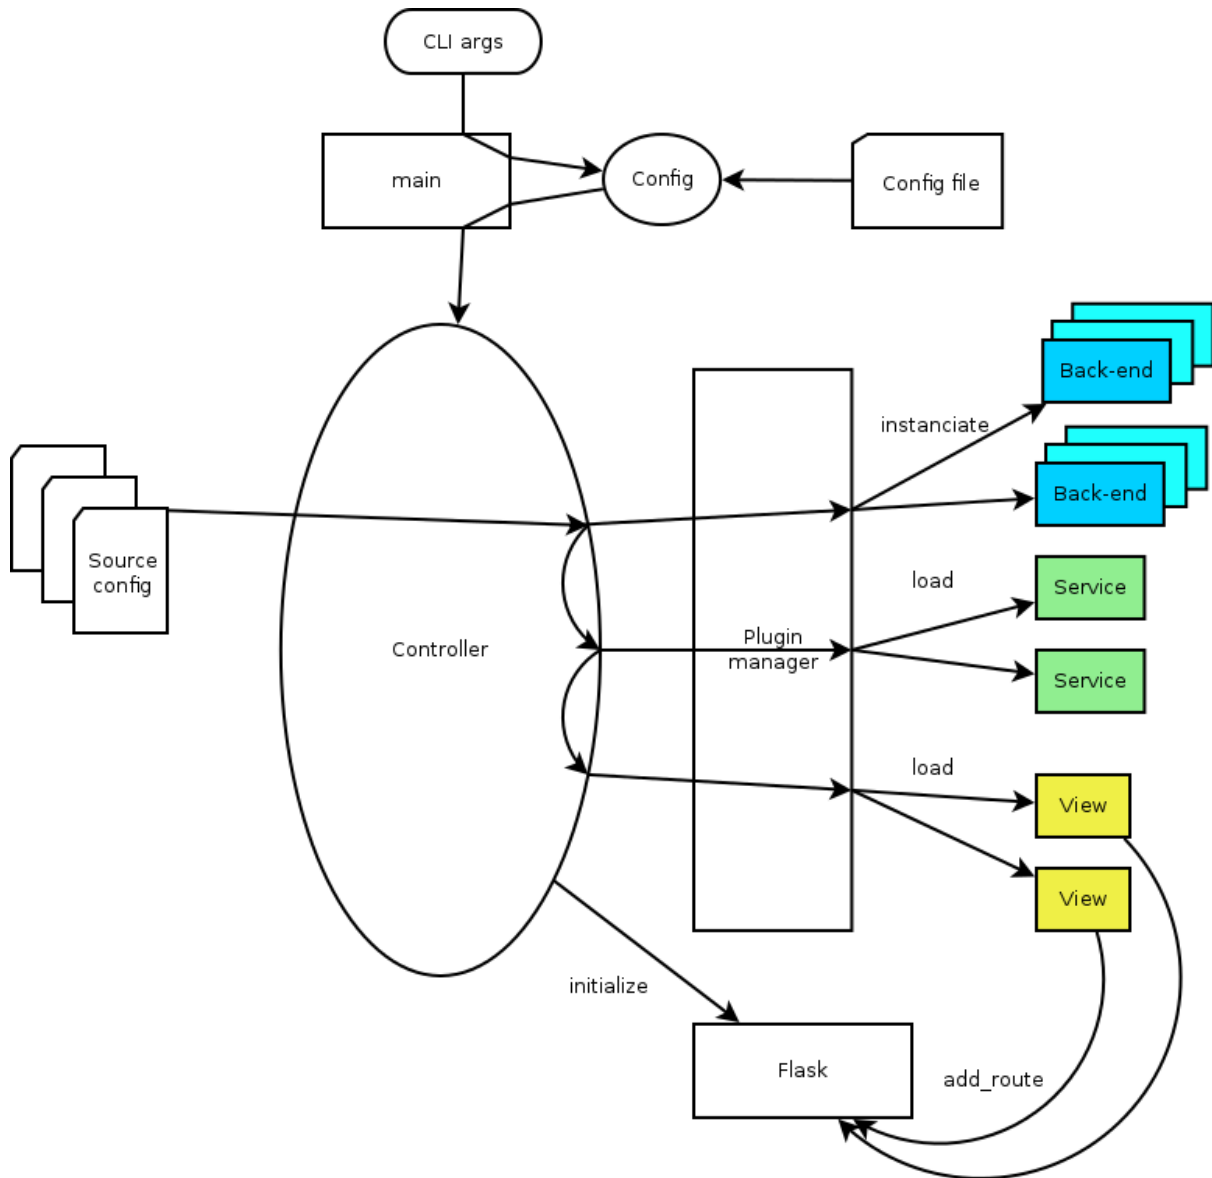 CLI args
main
Config
Config file
Back-end
instanciate
Back-end
Source
config
load
Service
Controller
Plugin
manager
Service
load
View
View
initialize
Flask
add_route